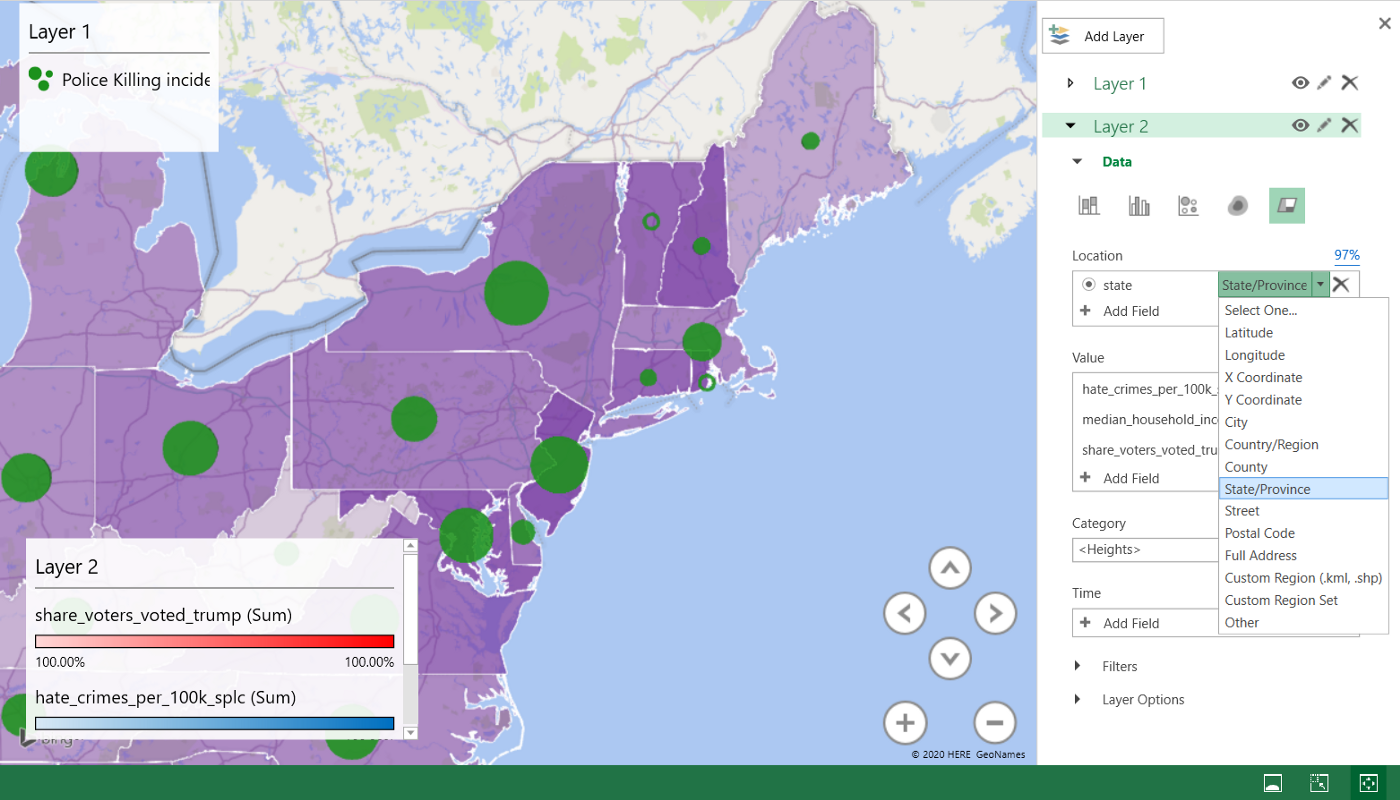 Layer 1
Police Killing incide
Layer 2
share_voters_voted_trump (Sum)
100.00% 100.00%
hate_crimes_per_100k_splc (Sum)
© 2020 HERE GeoNames
Add Layer
Layer 1
Layer 2
Data
Location 97%
state State/Province
Add Field
Select One...
Latitude
Longitude
X Coordinate
Y Coordinate
City
Country/Region
County
State/Province
Street
Postal Code
Full Address
Custom Region (.kml, .shp)
Custom Region Set
Other
Value
hate_crimes_per_100k_s
median_household_inc
share_voters_voted_tru
Add Field
Category
<Heights>
Time
Add Field
Filters
Layer Options